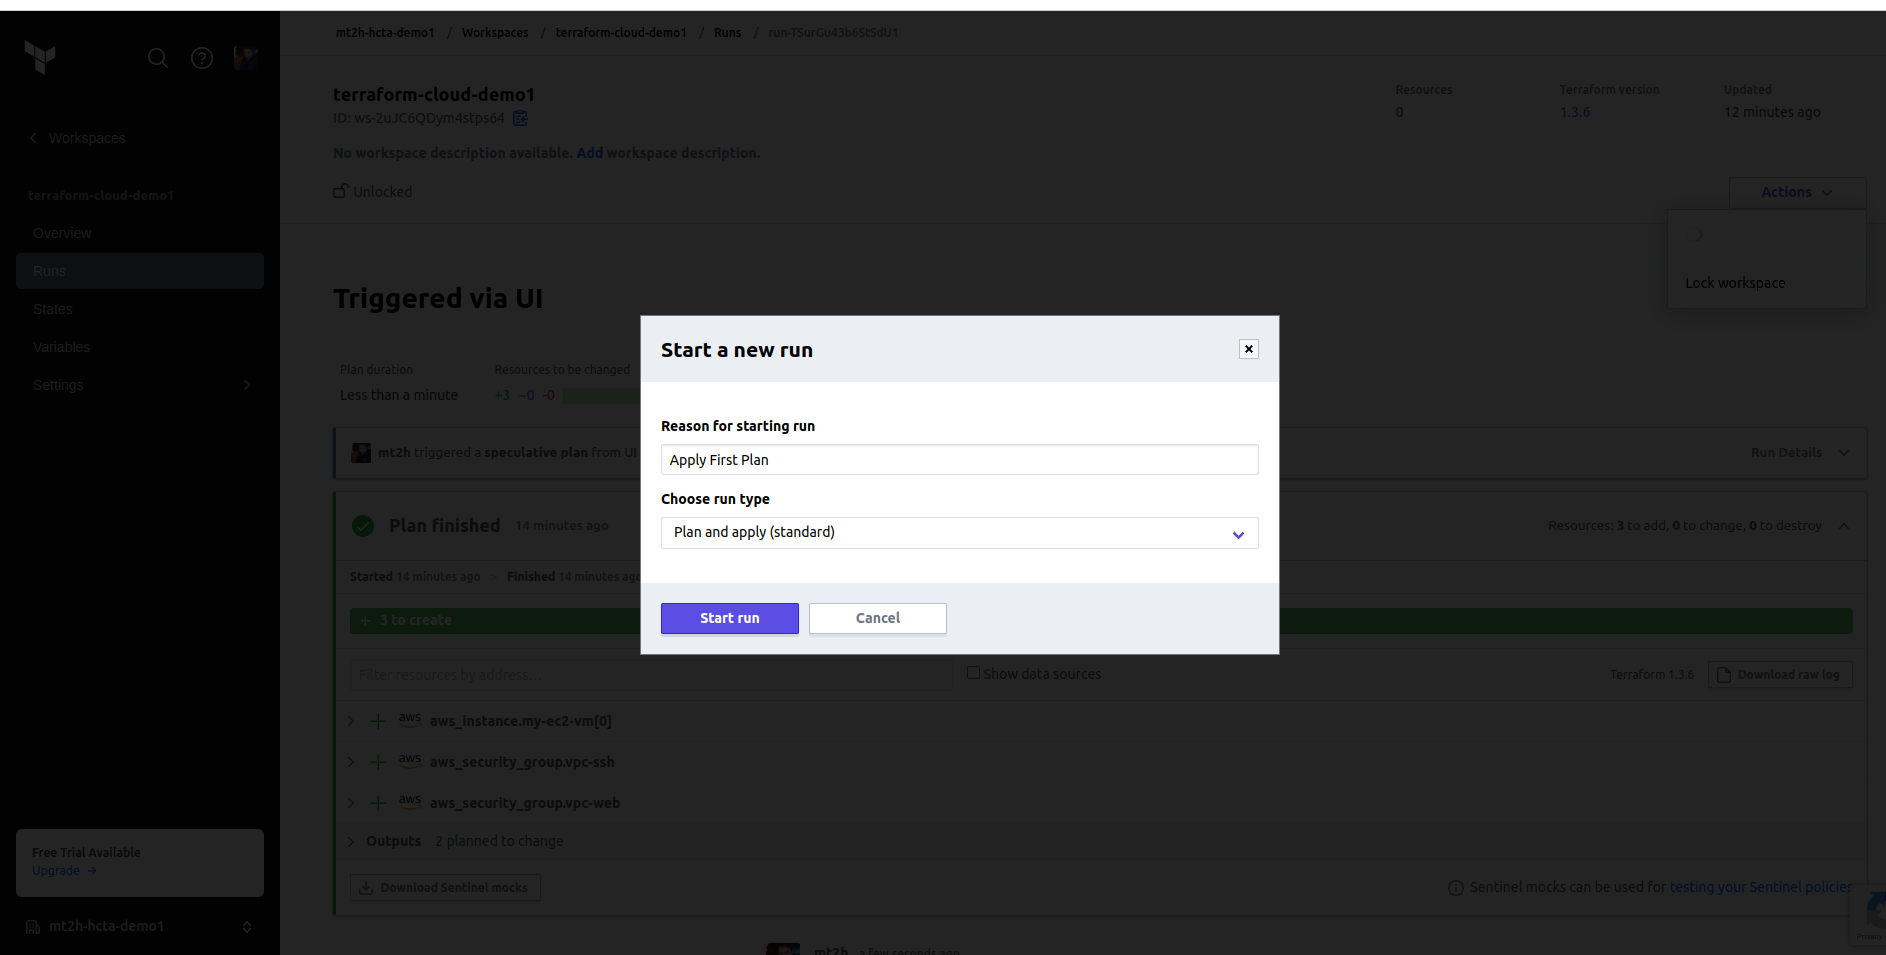 mt2h-hcta-demo1 / Workspaces / terraform-cloud-demo1 / Runs / run-TSurGu43b6StSdU1
terraform-cloud-demo1
ID: ws-2uJC6QDym4stps64
Resources
0
Terraform version
1.3.6
Updated
12 minutes ago
No workspace description available. Add workspace description.
Unlocked
Actions
Lock workspace
Workspaces
terraform-cloud-demo1
Overview
Runs
States
Variables
Settings
Free Trial Available
Upgrade →
mt2h-hcta-demo1
Triggered via UI
Plan duration
Less than a minute
Resources to be changed
+3 ~0 -0
mt2h triggered a speculative plan from UI
Run Details
Plan finished 14 minutes ago
Resources: 3 to add, 0 to change, 0 to destroy
Started 14 minutes ago > Finished 14 minutes ago
+ 3 to create
Filter resources by address...
Show data sources
Terraform 1.3.6
Download raw log
aws aws_instance.my-ec2-vm[0]
aws aws_security_group.vpc-ssh
aws aws_security_group.vpc-web
Outputs 2 planned to change
Download Sentinel mocks
Sentinel mocks can be used for testing your Sentinel policies
Privacy
mt2h a few seconds ago
Start a new run
Reason for starting run
Apply First Plan
Choose run type
Plan and apply (standard)
Start run
Cancel